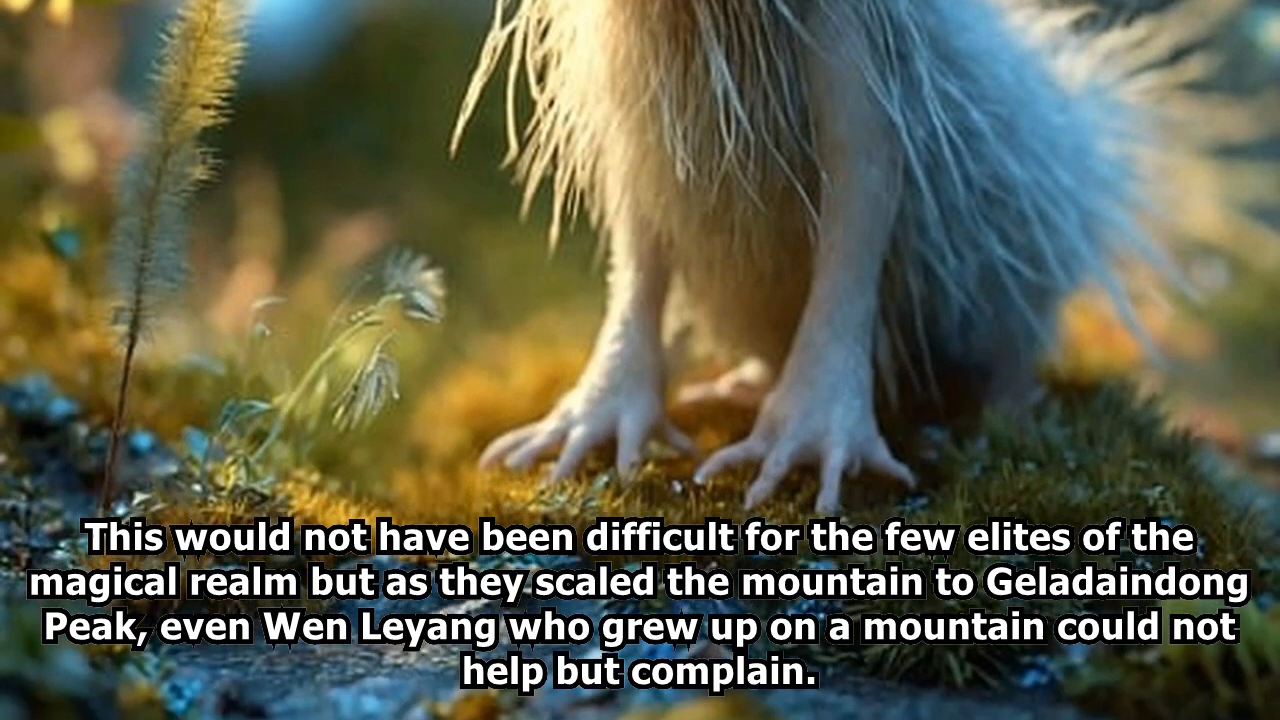 This would not have been difficult for the few elites of the
magical realm but as they scaled the mountain to Geladaindong
Peak, even Wen Leyang who grew up on a mountain could not
help but complain.